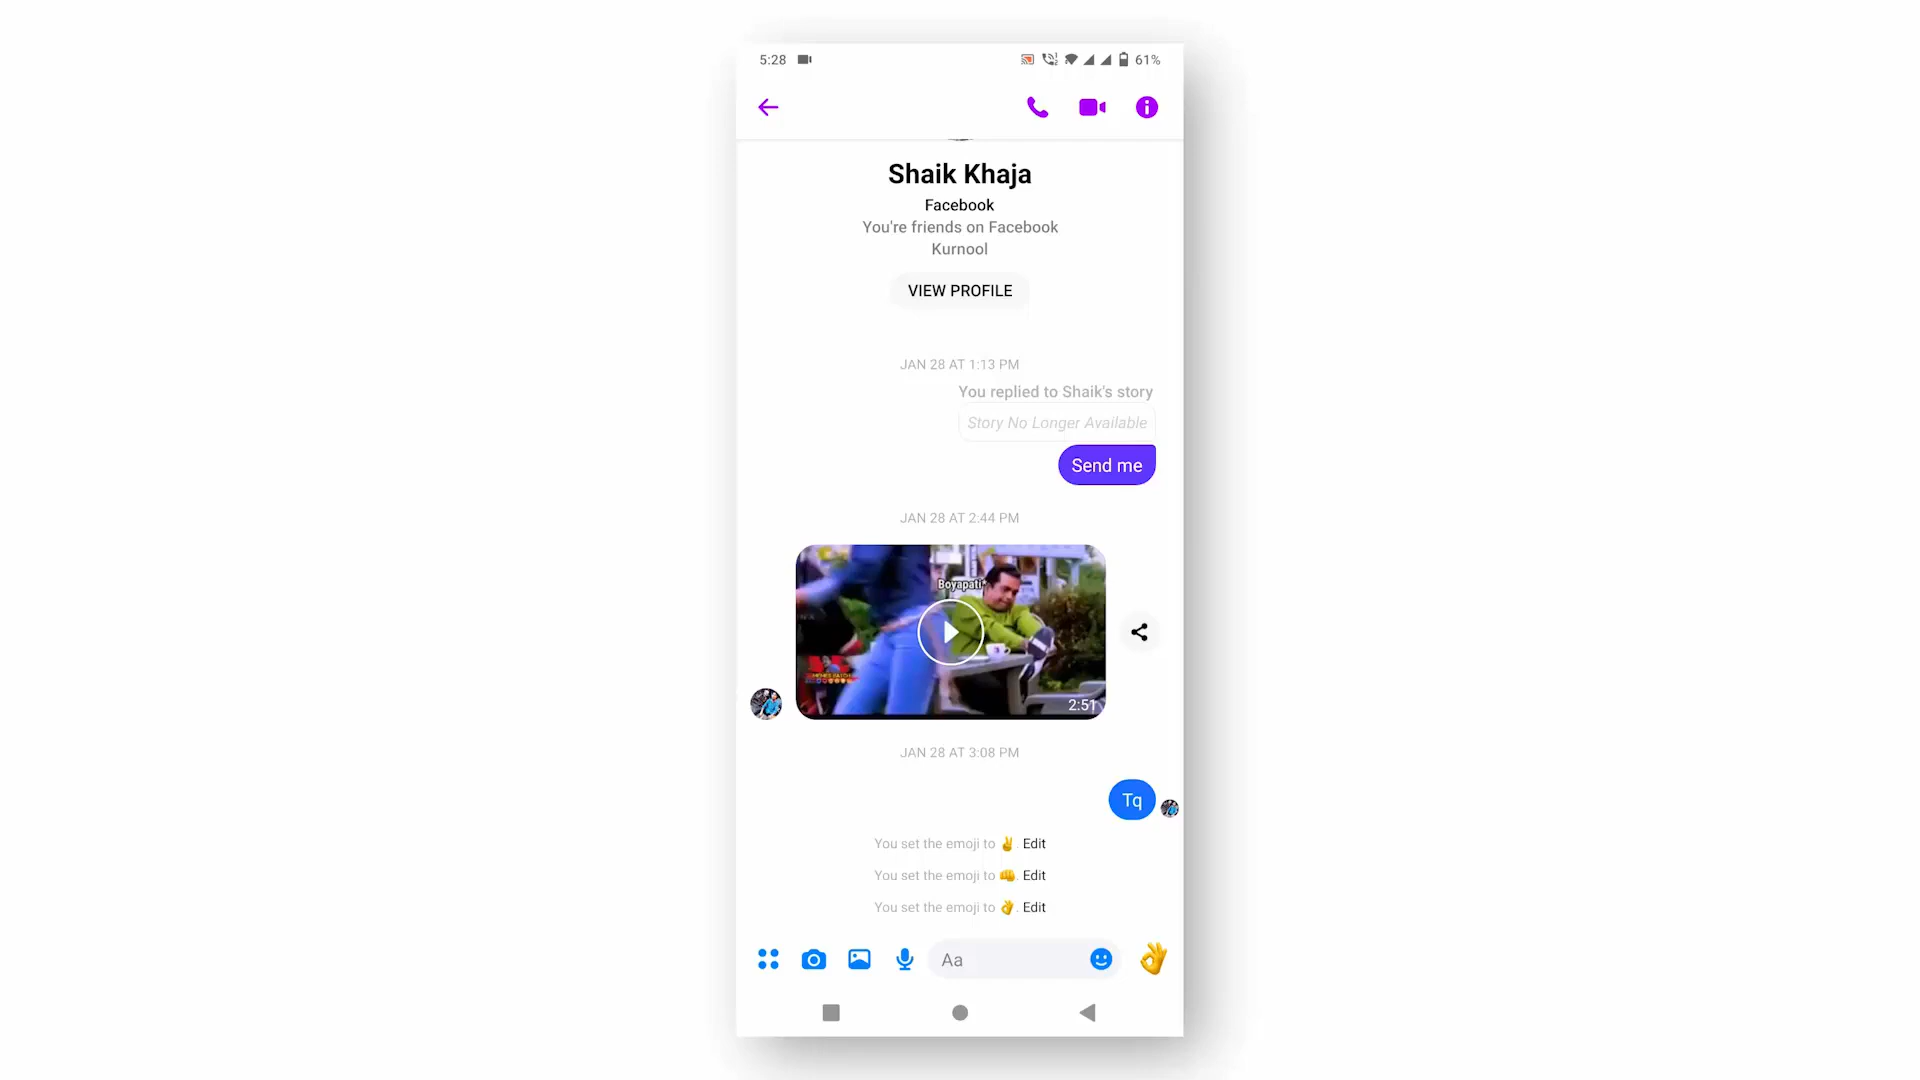 5:28 61%
Shaik Khaja
Facebook
You're friends on Facebook
Kurnool
VIEW PROFILE
JAN 28 AT 1:13 PM
You replied to Shaik's story
Story No Longer Available
Send me
JAN 28 AT 2:44 PM
Boyapati*
2:51
JAN 28 AT 3:08 PM
Tq
You set the emoji to ✌️. Edit
You set the emoji to 👊. Edit
You set the emoji to 👌. Edit
Aa